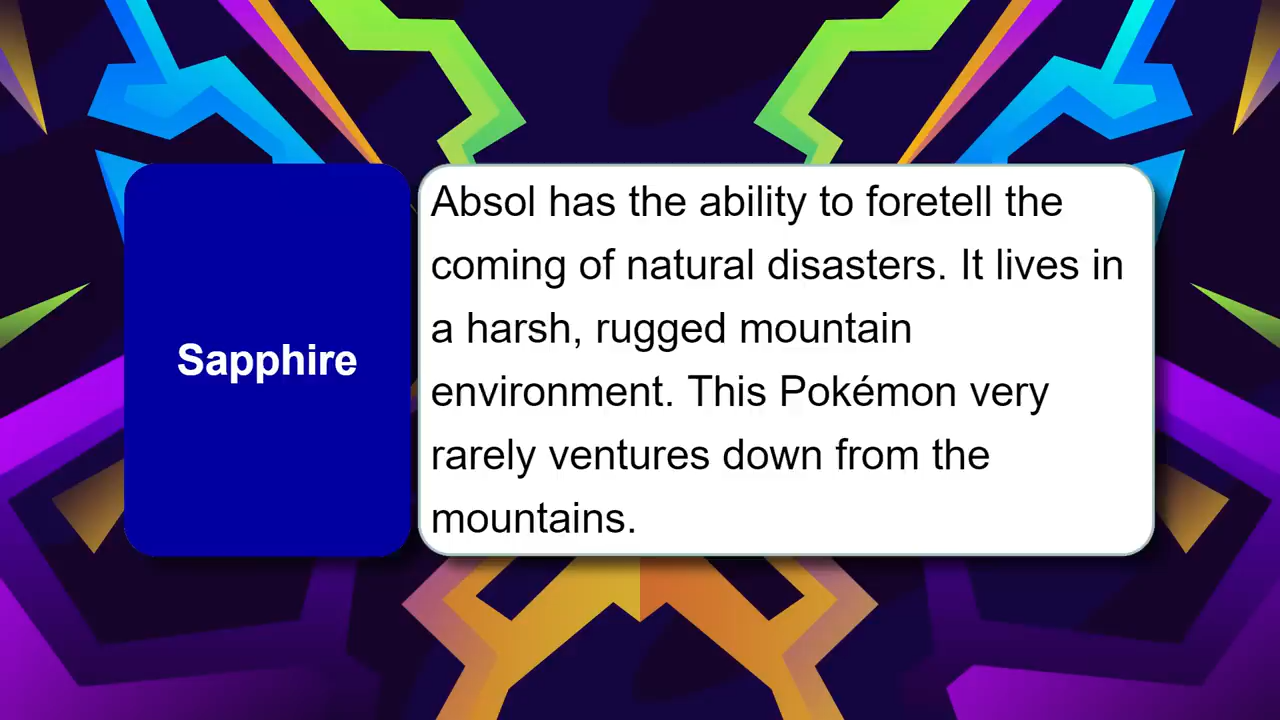 Sapphire
Absol has the ability to foretell the
coming of natural disasters. It lives in
a harsh, rugged mountain
environment. This Pokémon very
rarely ventures down from the
mountains.